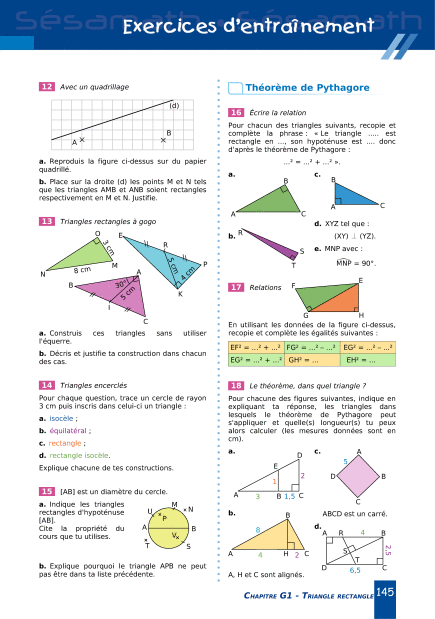 Exercices d'entraînement
12 Avec un quadrillage
(d)
A
B
a. Reproduis la figure ci-dessus sur du papier
quadrillé.
b. Place sur la droite (d) les points M et N tels
que les triangles AMB et ANB soient rectangles
respectivement en M et N. Justifie.
13 Triangles rectangles à gogo
O
E
3 cm
R
N
8 cm
M
A
5 cm
P
4 cm
B
30°
5 cm
K
I
C
a. Construis ces triangles sans utiliser
l'équerre.
b. Décris et justifie ta construction dans chacun
des cas.
14 Triangles encerclés
Pour chaque question, trace un cercle de rayon
3 cm puis inscris dans celui-ci un triangle :
a. isocèle ;
b. équilatéral ;
c. rectangle ;
d. rectangle isocèle.
Explique chacune de tes constructions.
15 [AB] est un diamètre du cercle.
a. Indique les triangles
rectangles d'hypoténuse
[AB].
Cite la propriété du
cours que tu utilises.
M
U
N
P
A
B
V
T
S
b. Explique pourquoi le triangle APB ne peut
pas être dans ta liste précédente.
Théorème de Pythagore
16 Écrire la relation
Pour chacun des triangles suivants, recopie et
complète la phrase : « Le triangle ..... est
rectangle en ..., son hypoténuse est .... donc
d'après le théorème de Pythagore :
...² = ...² + ...² ».
a.
B
A
C
c.
B
A
C
b.
R
S
T
d. XYZ tel que :
(XY) ⊥ (YZ).
e. MNP avec :
MNP = 90°.
17 Relations
F
E
G
H
En utilisant les données de la figure ci-dessus,
recopie et complète les égalités suivantes :
EF² = ...² + ...² FG² = ...² – ...² EG² = ...² – ...²
EG² = ...² + ...² GH² = ... EH² = ...
18 Le théorème, dans quel triangle ?
Pour chacune des figures suivantes, indique en
expliquant ta réponse, les triangles dans
lesquels le théorème de Pythagore peut
s'appliquer et quelle(s) longueur(s) tu peux
alors calculer (les mesures données sont en
cm).
a.
D
E
1
2
A
3
B
1,5
C
c.
A
5
D
B
C
ABCD est un carré.
b.
B
8
A
4
H
2
C
A, H et C sont alignés.
d.
A
R
4
B
S
T
2,5
D
6,5
C
CHAPITRE G1 - TRIANGLE RECTANGLE
145